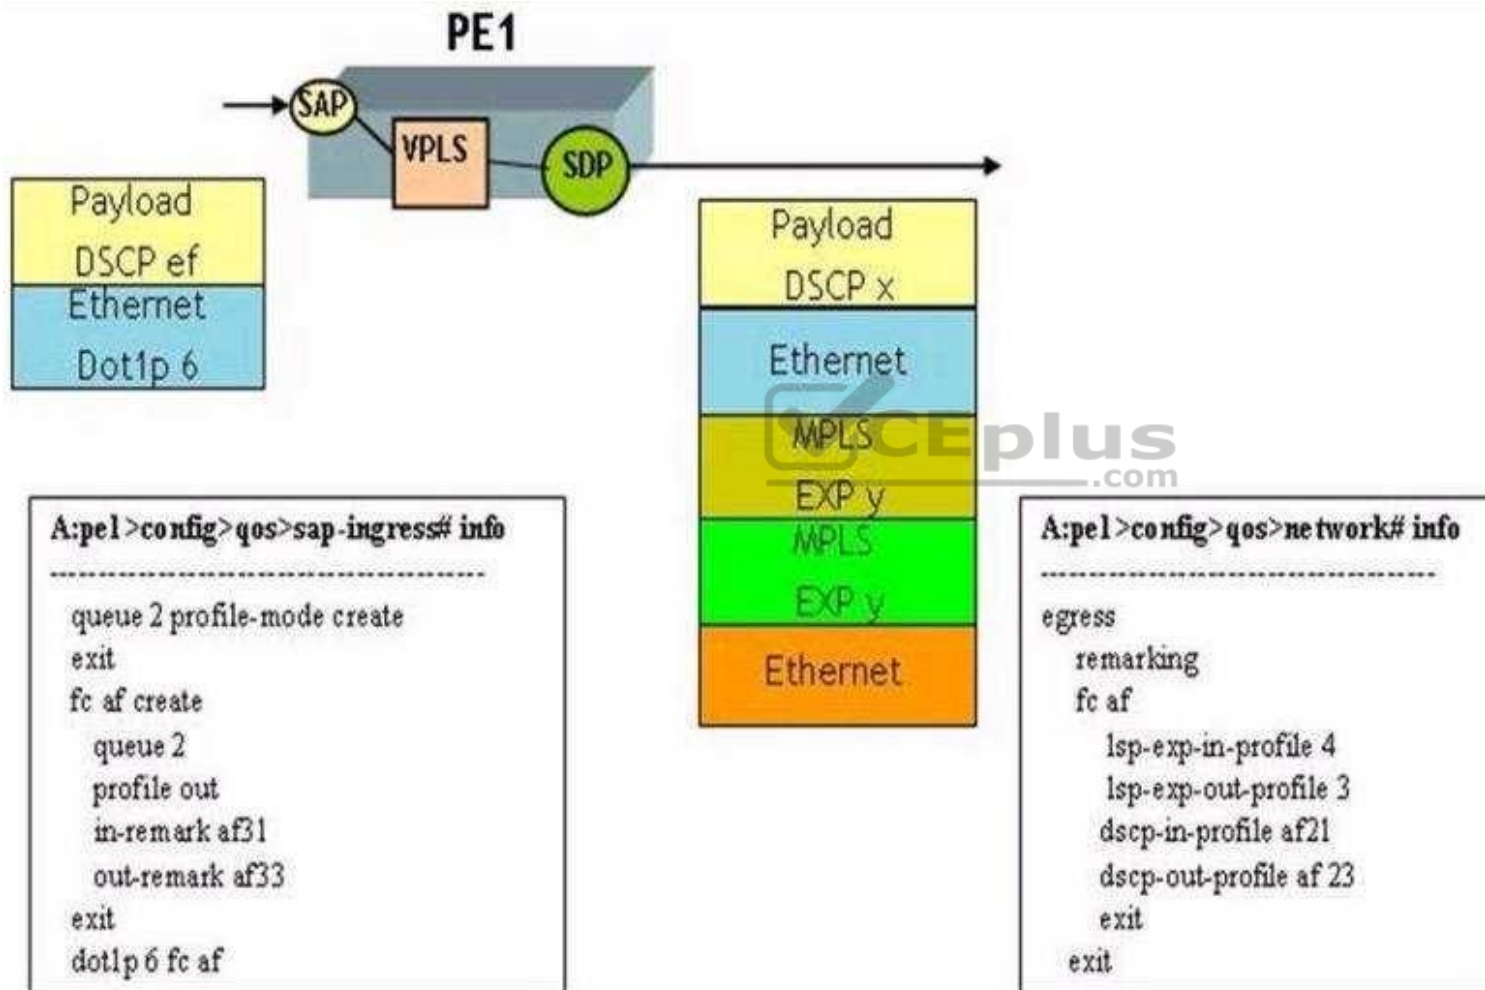 PE1
SAP
VPLS
SDP
Payload
DSCP ef
Ethernet
Dot1p 6
Payload
DSCP x
Ethernet
MPLS
EXP y
MPLS
EXP y
Ethernet
CEplus
.com
A:pe1>config>qos>sap-ingress# info
----------------------------------------------
queue 2 profile-mode create
exit
fc af create
queue 2
profile out
in-remark af31
out-remark af33
exit
dot1p 6 fc af
A:pe1>config>qos>network# info
------------------------------------------
egress
remarking
fc af
lsp-exp-in-profile 4
lsp-exp-out-profile 3
dscp-in-profile af21
dscp-out-profile af 23
exit
exit